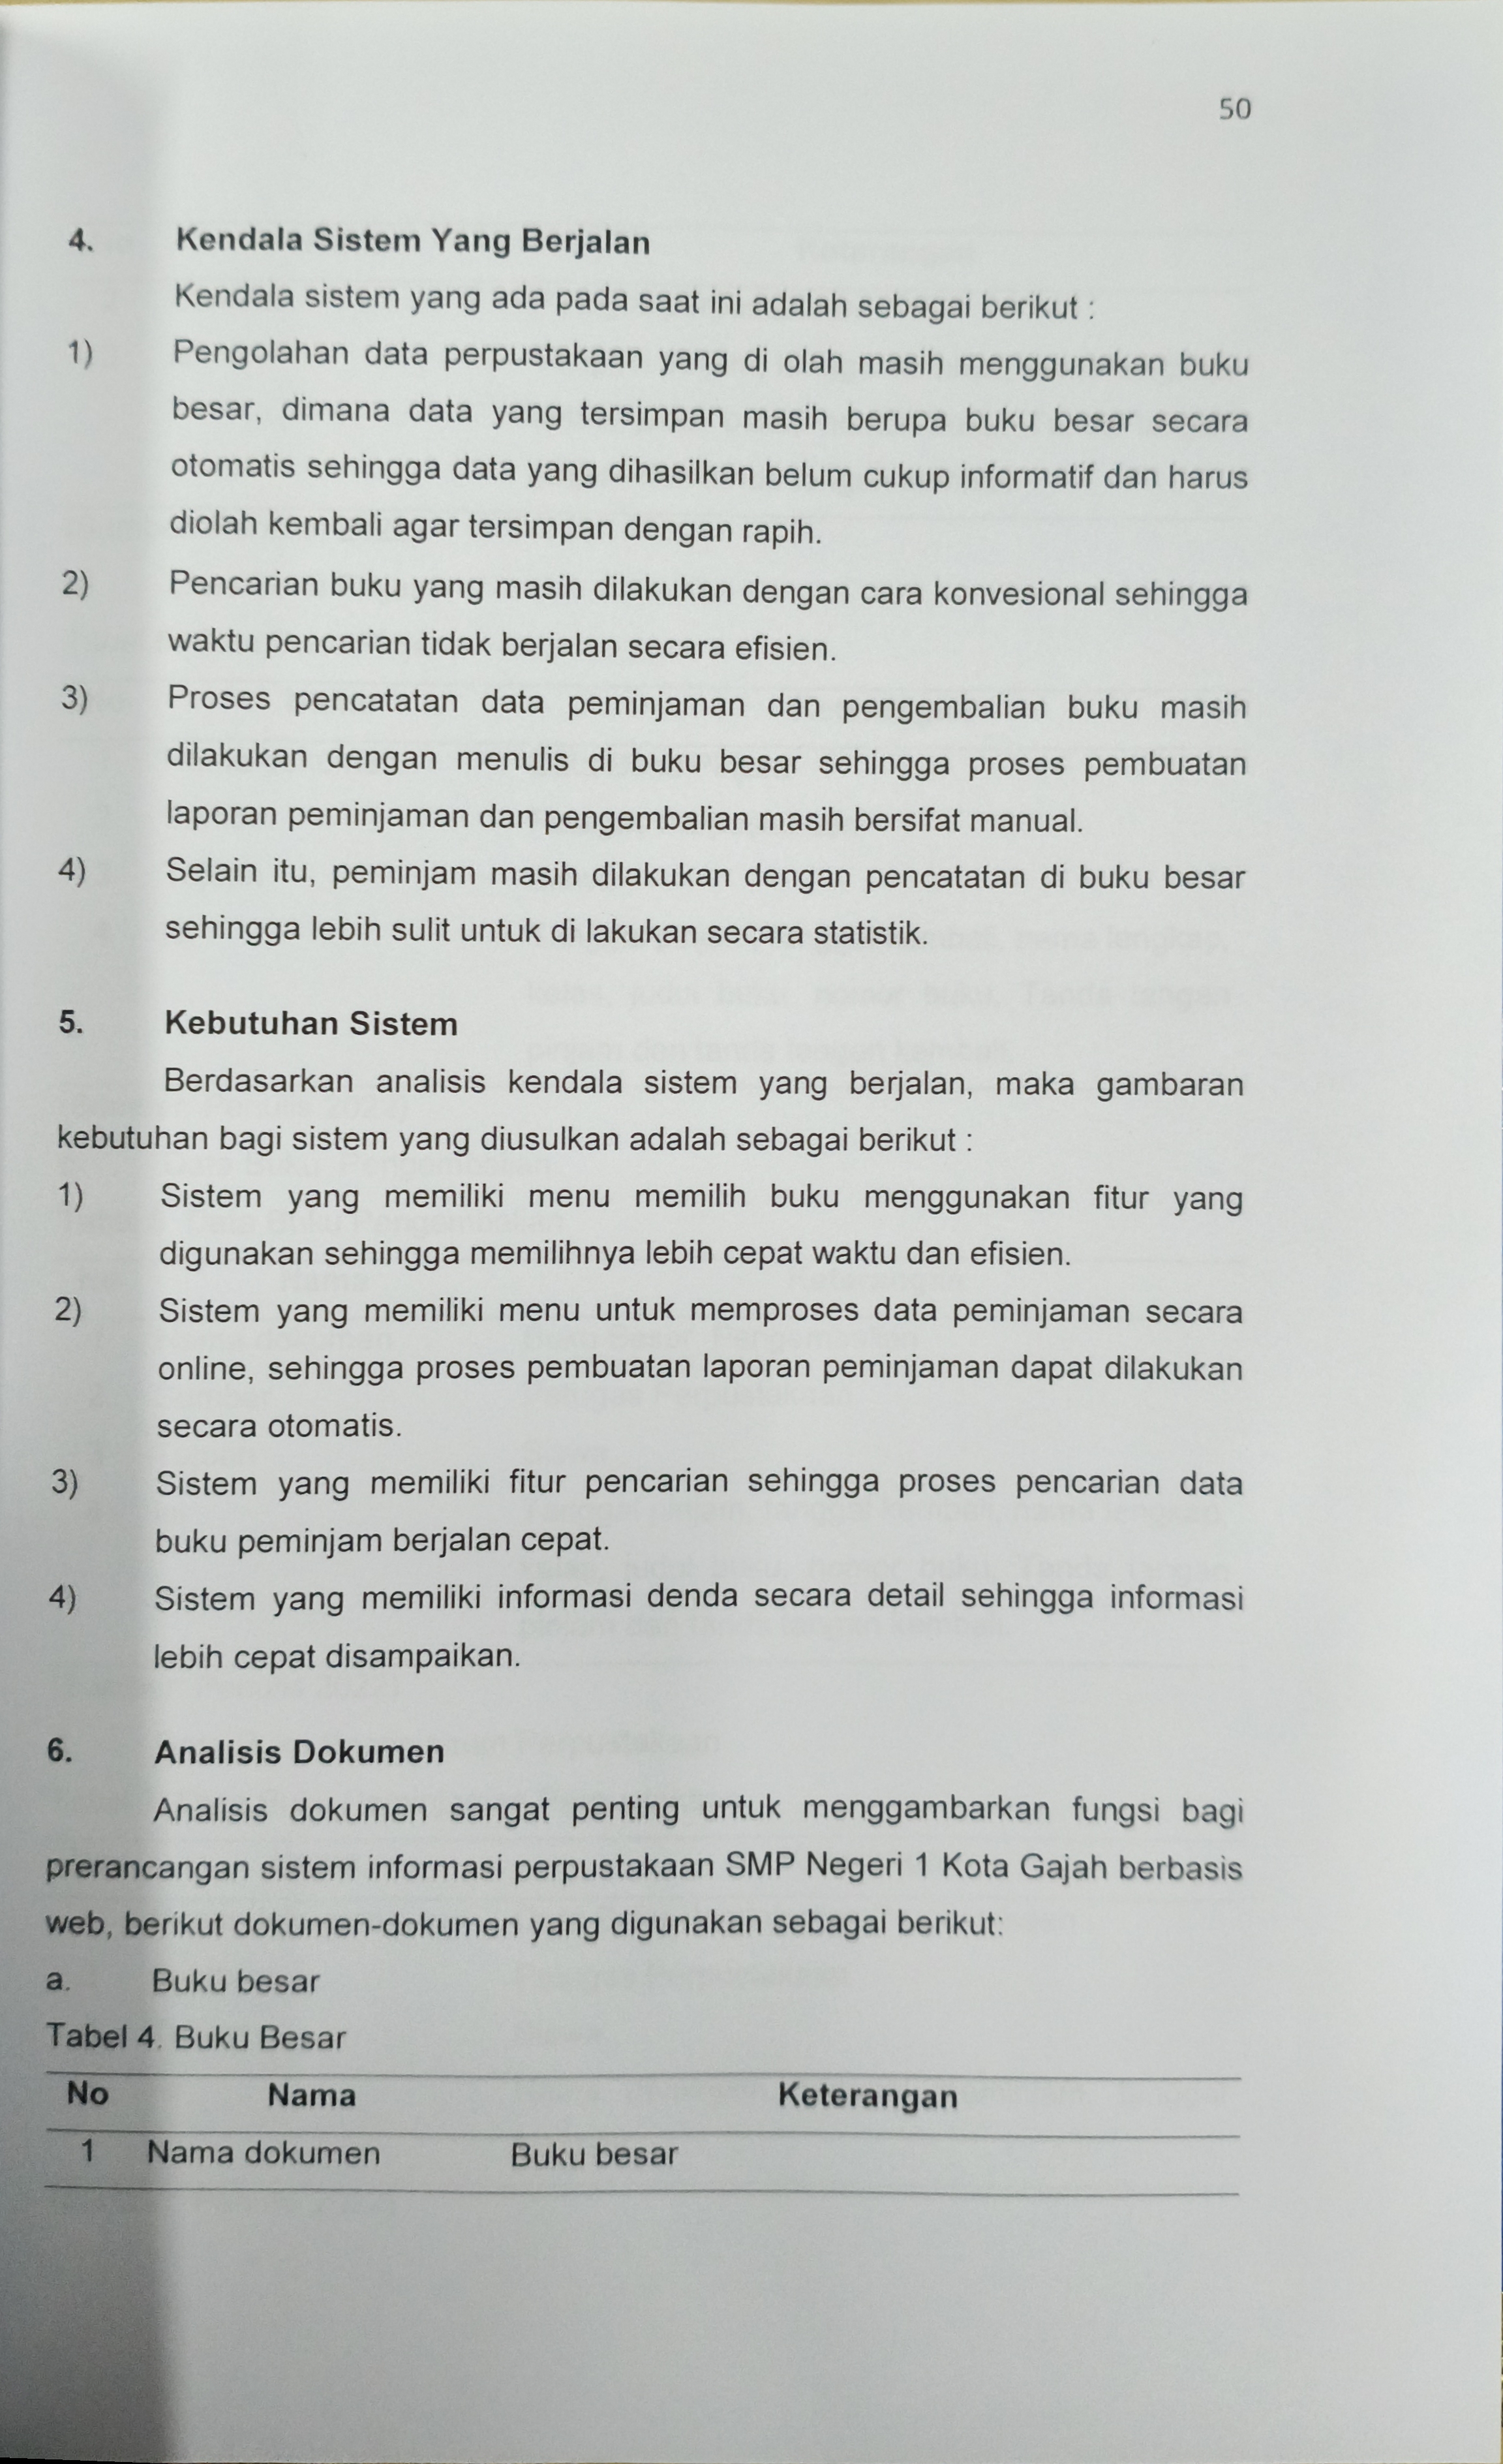 50
4. Kendala Sistem Yang Berjalan
Kendala sistem yang ada pada saat ini adalah sebagai berikut :
1) Pengolahan data perpustakaan yang di olah masih menggunakan buku
besar, dimana data yang tersimpan masih berupa buku besar secara
otomatis sehingga data yang dihasilkan belum cukup informatif dan harus
diolah kembali agar tersimpan dengan rapih.
2) Pencarian buku yang masih dilakukan dengan cara konvesional sehingga
waktu pencarian tidak berjalan secara efisien.
3) Proses pencatatan data peminjaman dan pengembalian buku masih
dilakukan dengan menulis di buku besar sehingga proses pembuatan
laporan peminjaman dan pengembalian masih bersifat manual.
4) Selain itu, peminjam masih dilakukan dengan pencatatan di buku besar
sehingga lebih sulit untuk di lakukan secara statistik.
5. Kebutuhan Sistem
Berdasarkan analisis kendala sistem yang berjalan, maka gambaran
kebutuhan bagi sistem yang diusulkan adalah sebagai berikut :
1) Sistem yang memiliki menu memilih buku menggunakan fitur yang
digunakan sehingga memilihnya lebih cepat waktu dan efisien.
2) Sistem yang memiliki menu untuk memproses data peminjaman secara
online, sehingga proses pembuatan laporan peminjaman dapat dilakukan
secara otomatis.
3) Sistem yang memiliki fitur pencarian sehingga proses pencarian data
buku peminjam berjalan cepat.
4) Sistem yang memiliki informasi denda secara detail sehingga informasi
lebih cepat disampaikan.
6. Analisis Dokumen
Analisis dokumen sangat penting untuk menggambarkan fungsi bagi
prerancangan sistem informasi perpustakaan SMP Negeri 1 Kota Gajah berbasis
web, berikut dokumen-dokumen yang digunakan sebagai berikut:
a. Buku besar
Tabel 4. Buku Besar
No Nama Keterangan
1 Nama dokumen Buku besar